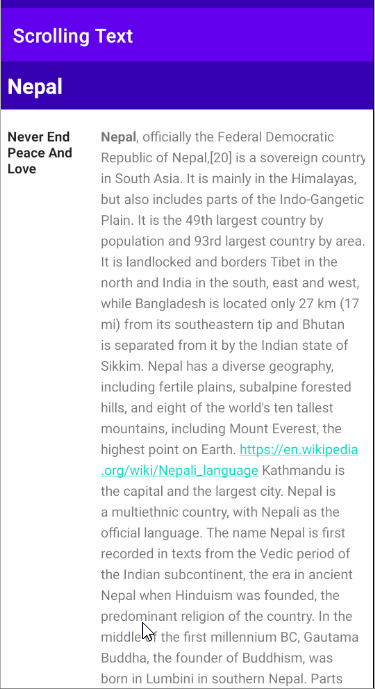 Scrolling Text
Nepal
Never End
Peace And
Love
Nepal, officially the Federal Democratic
Republic of Nepal,[20] is a sovereign country
in South Asia. It is mainly in the Himalayas,
but also includes parts of the Indo-Gangetic
Plain. It is the 49th largest country by
population and 93rd largest country by area.
It is landlocked and borders Tibet in the
north and India in the south, east and west,
while Bangladesh is located only 27 km (17
mi) from its southeastern tip and Bhutan
is separated from it by the Indian state of
Sikkim. Nepal has a diverse geography,
including fertile plains, subalpine forested
hills, and eight of the world's ten tallest
mountains, including Mount Everest, the
highest point on Earth. https://en.wikipedia
.org/wiki/Nepali_language Kathmandu is
the capital and the largest city. Nepal is
a multiethnic country, with Nepali as the
official language. The name Nepal is first
recorded in texts from the Vedic period of
the Indian subcontinent, the era in ancient
Nepal when Hinduism was founded, the
predominant religion of the country. In the
middle of the first millennium BC, Gautama
Buddha, the founder of Buddhism, was
born in Lumbini in southern Nepal. Parts